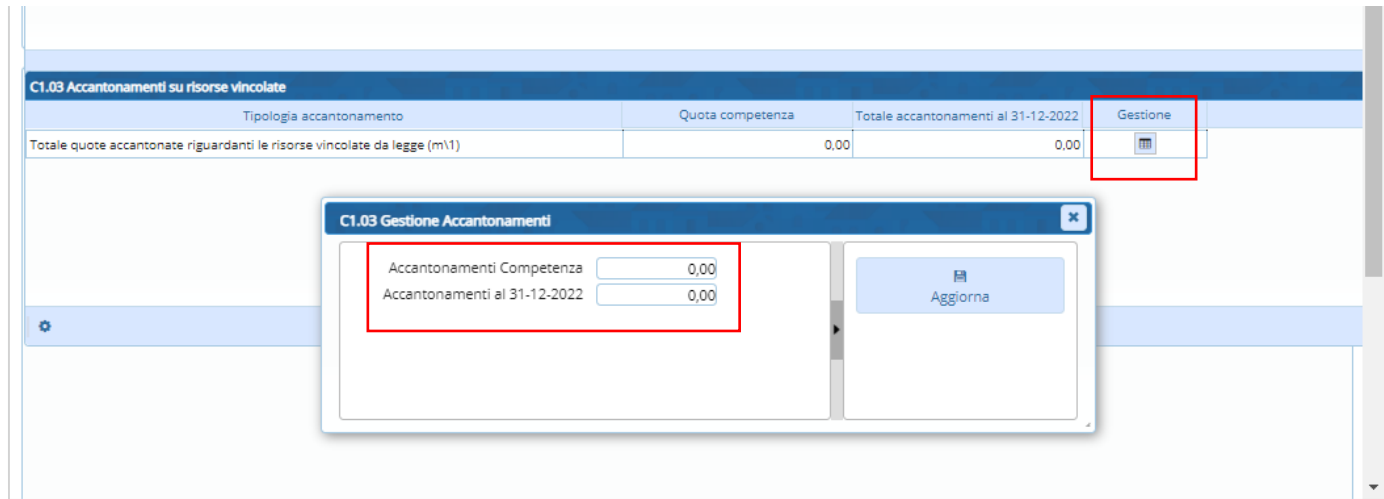 C1.03 Accantonamenti su risorse vincolate
Tipologia accantonamento Quota competenza Totale accantonamenti al 31-12-2022 Gestione
Totale quote accantonate riguardanti le risorse vincolate da legge (m\1) 0,00 0,00
C1.03 Gestione Accantonamenti
Accantonamenti Competenza 0,00
Accantonamenti al 31-12-2022 0,00
Aggiorna